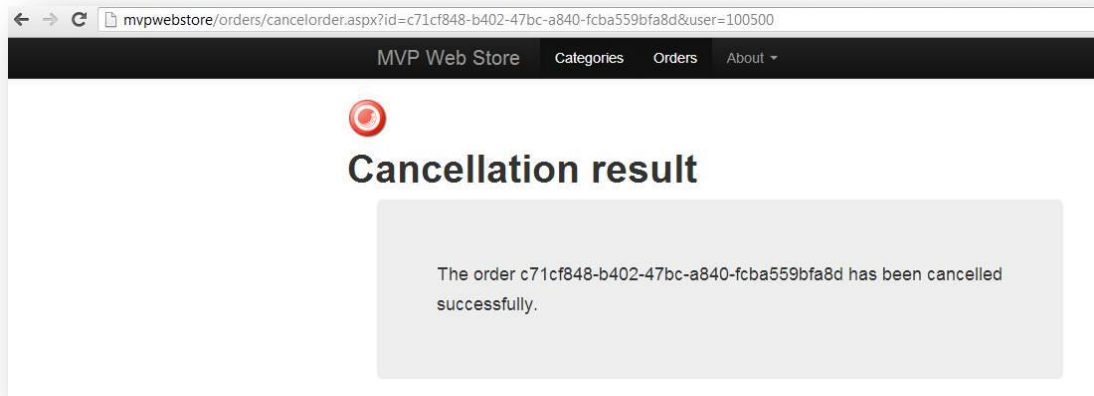 mvpwebstore/orders/cancelorder.aspx?id=c71cf848-b402-47bc-a840-fcba559bfa8d&user=100500
MVP Web Store Categories Orders About
Cancellation result
The order c71cf848-b402-47bc-a840-fcba559bfa8d has been cancelled
successfully.